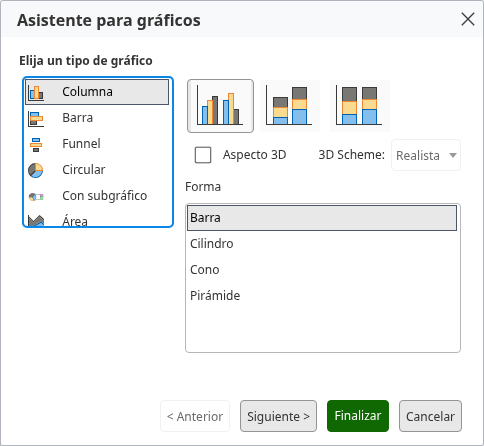 Asistente para gráficos
Elija un tipo de gráfico
Columna
Barra
Funnel
Circular
Con subgráfico
Área
Aspecto 3D
3D Scheme:
Realista
Forma
Barra
Cilindro
Cono
Pirámide
< Anterior
Siguiente >
Finalizar
Cancelar